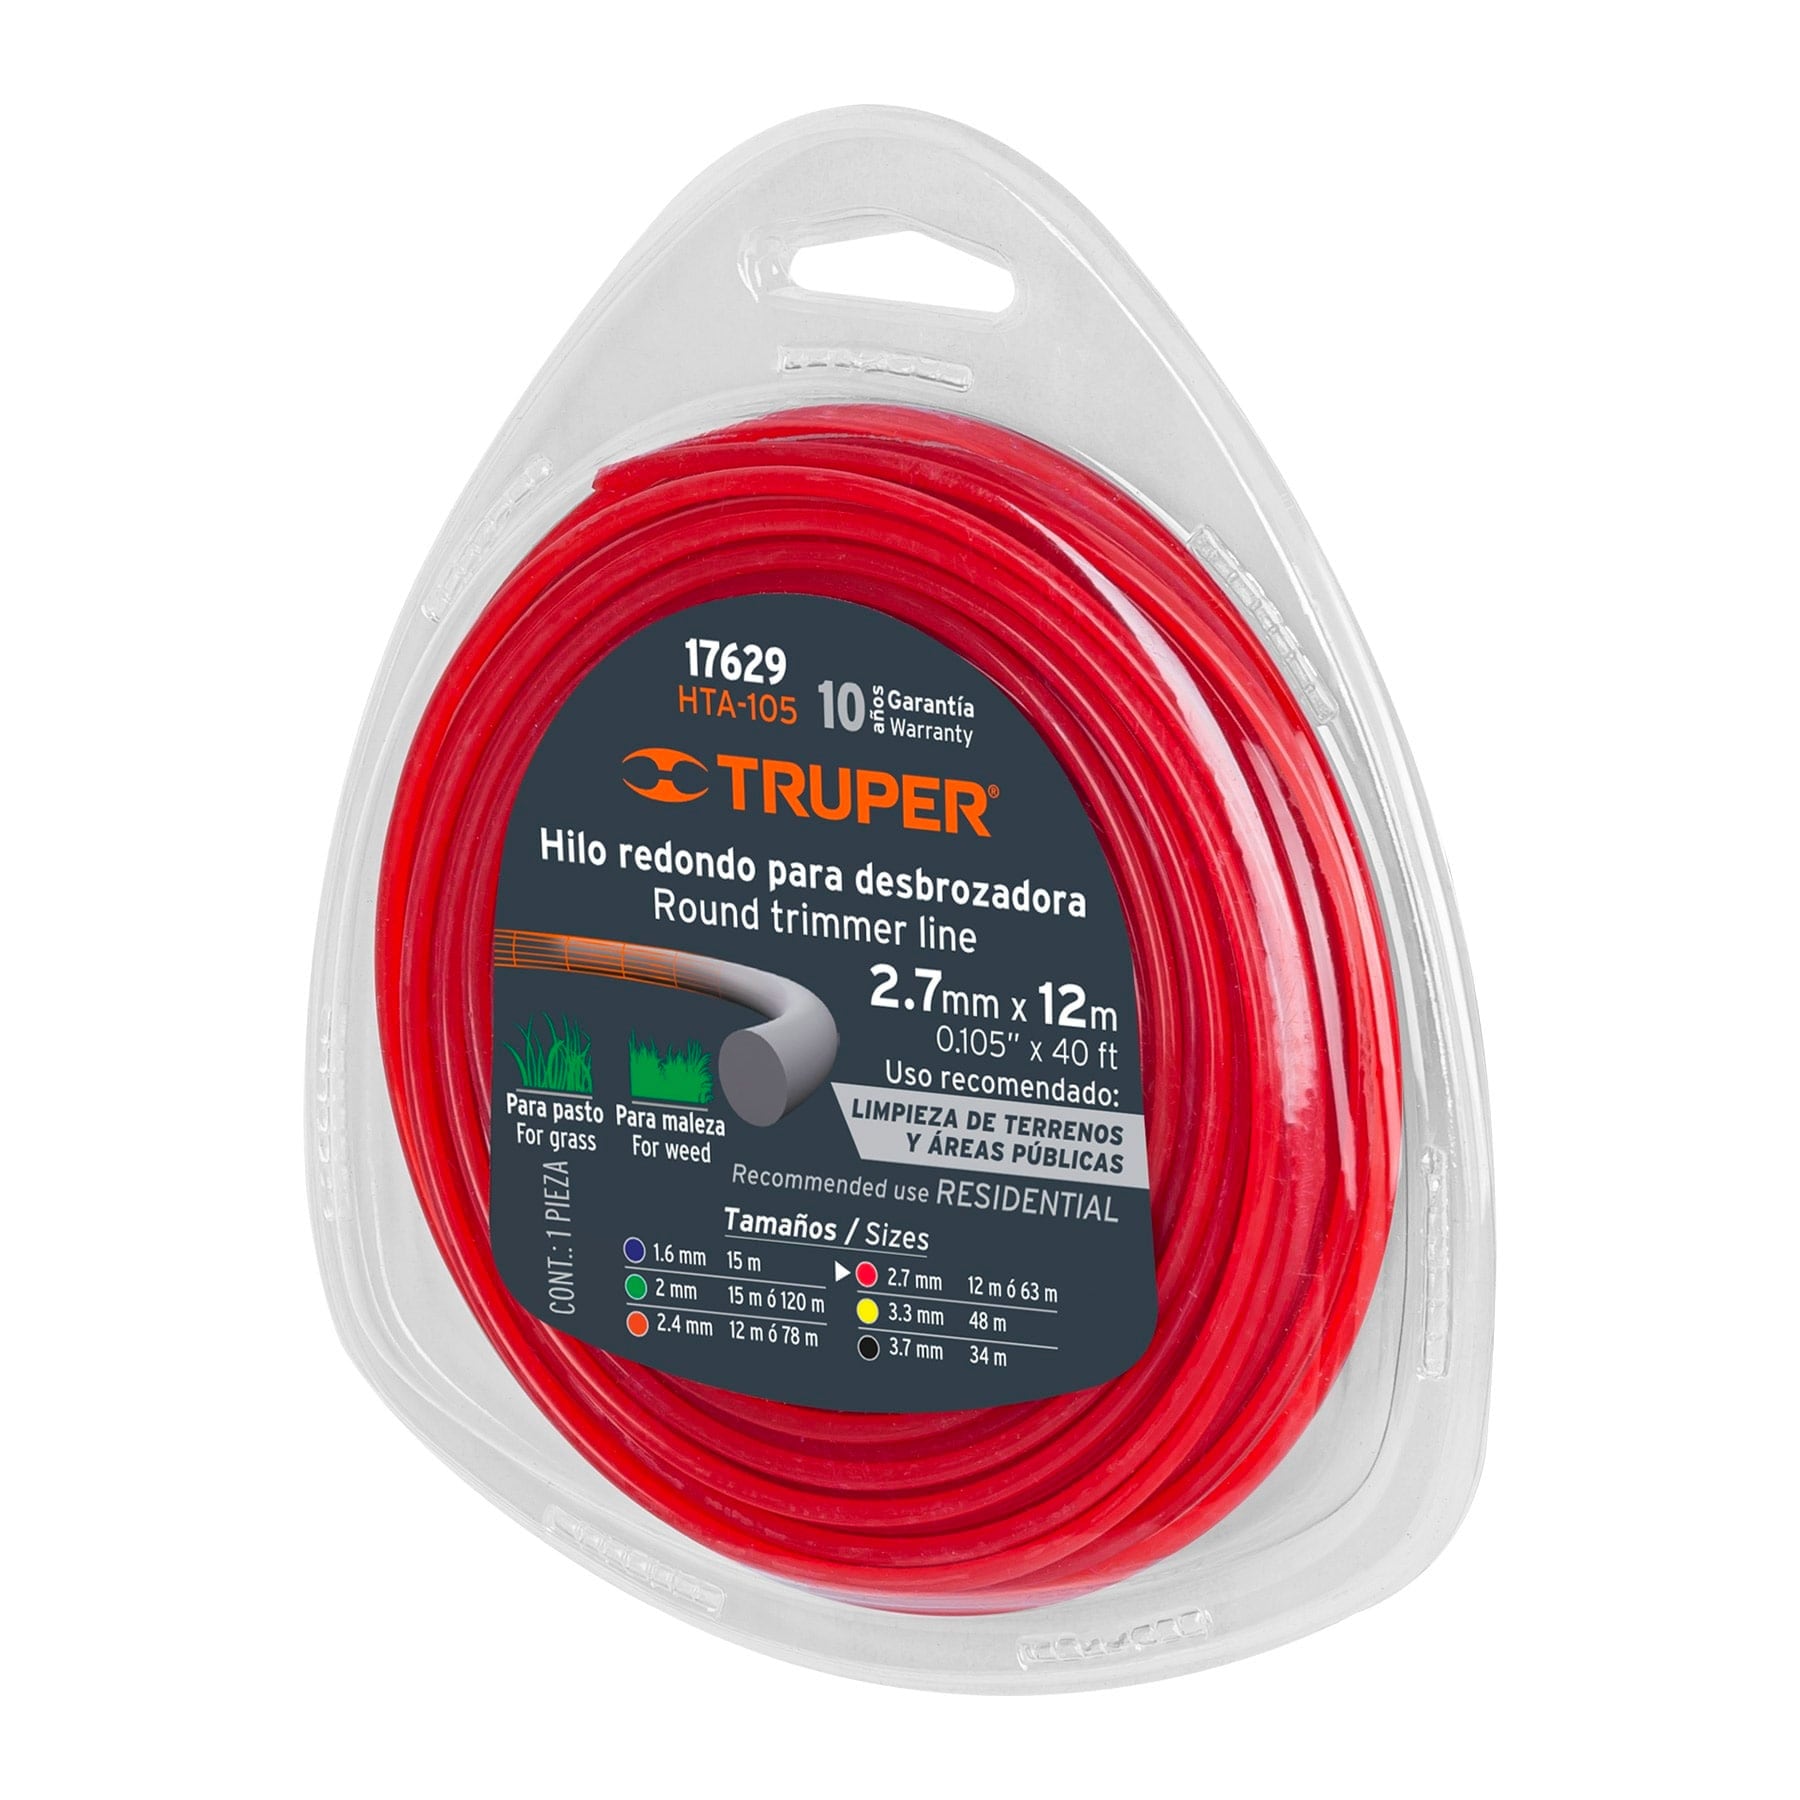 17629
HTA-105
10 años Garantía
Warranty
TRUPER®
Hilo redondo para desbrozadora
Round trimmer line
2.7mm x 12m
0.105" x 40 ft
Uso recomendado:
LIMPIEZA DE TERRENOS
Y ÁREAS PÚBLICAS
Recommended use RESIDENTIAL
Para pasto
For grass
Para maleza
For weed
CONT.: 1 PIEZA
Tamaños / Sizes
1.6 mm 15 m
2 mm 15 m ó 120 m
2.4 mm 12 m ó 78 m
2.7 mm 12 m ó 63 m
3.3 mm 48 m
3.7 mm 34 m